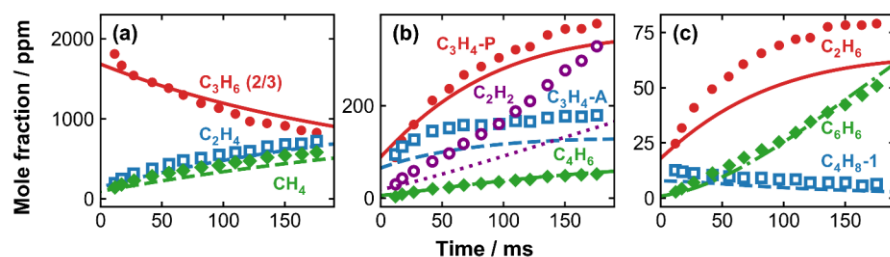 (a)
(b)
(c)
Mole fraction / ppm
2000
1000
0
C₃H₆ (2/3)
C₂H₄
CH₄
0
50
100
150
200
0
C₃H₄-P
C₂H₂
C₃H₄-A
C₄H₆
0
50
100
150
75
50
25
0
C₂H₆
C₆H₆
C₄H₈-1
0
50
100
150
Time / ms